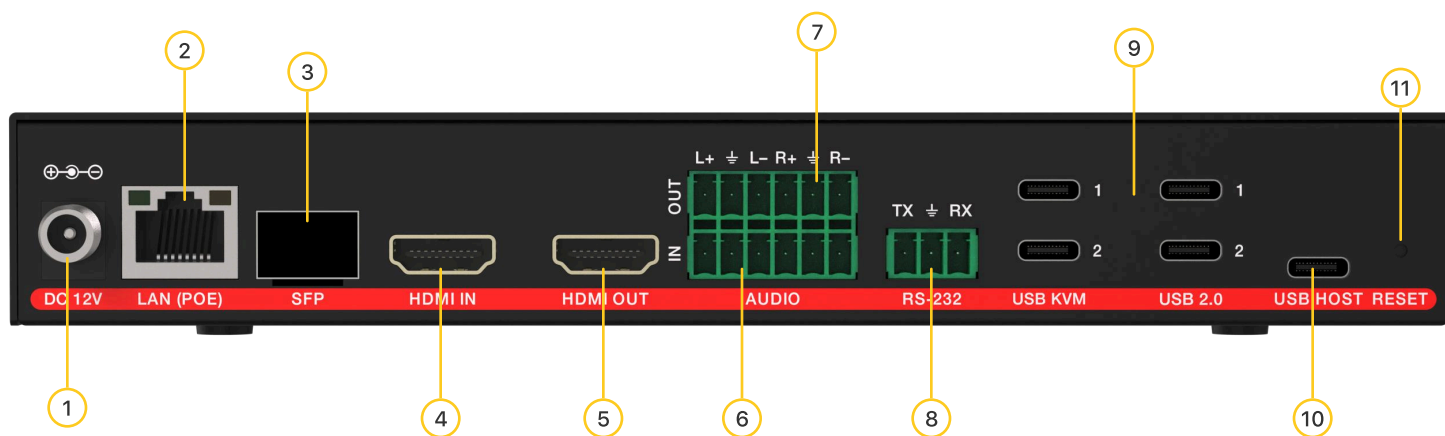 7
2
9
3
11
L+ ⏚ L– R+ ⏚ R–
OUT
IN
TX ⏚ RX
1
2
1
2
DC 12V
LAN (POE)
SFP
HDMI IN
HDMI OUT
AUDIO
RS-232
USB KVM
USB 2.0
USB HOST
RESET
1
4
5
6
8
10